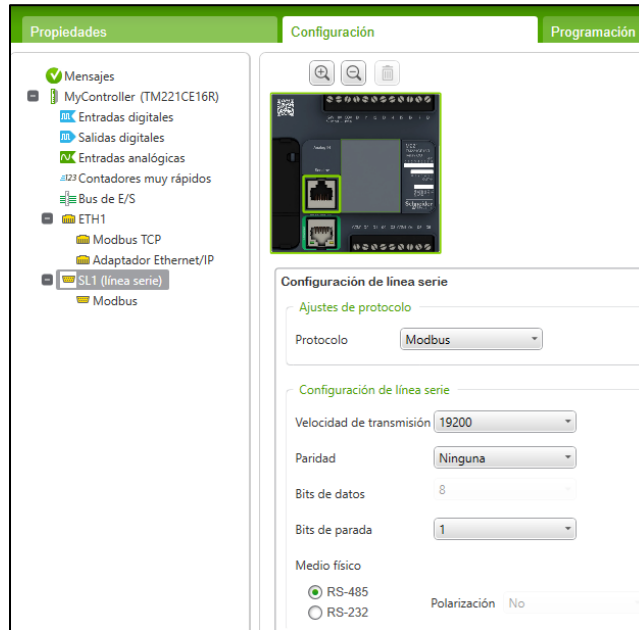 Propiedades
Configuración
Programación
Mensajes
MyController (TM221CE16R)
Entradas digitales
Salidas digitales
Entradas analógicas
Contadores muy rápidos
Bus de E/S
ETH1
Modbus TCP
Adaptador Ethernet/IP
SL1 (línea serie)
Modbus
Schneider
Configuración de línea serie
Ajustes de protocolo
Protocolo Modbus
Configuración de línea serie
Velocidad de transmisión 19200
Paridad Ninguna
Bits de datos 8
Bits de parada 1
Medio físico
RS-485
RS-232
Polarización No